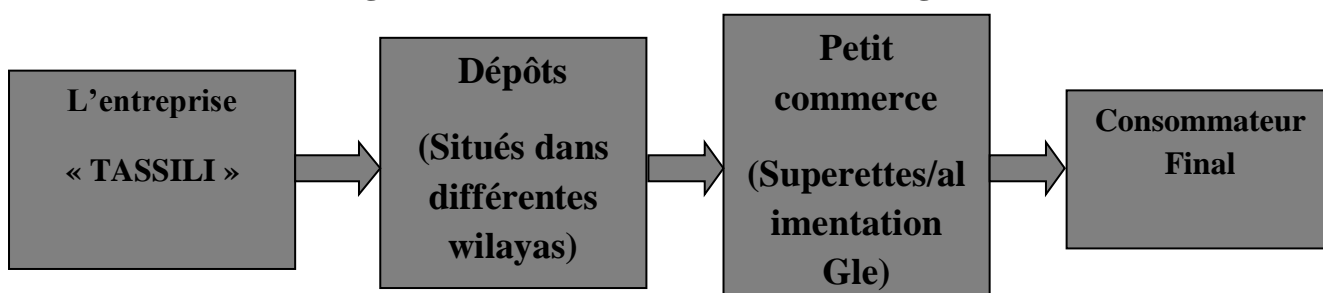 L'entreprise
« TASSILI »
Dépôts
(Situés dans
différentes
wilayas)
Petit
commerce
(Superettes/al
imentation
Gle)
Consommateur
Final